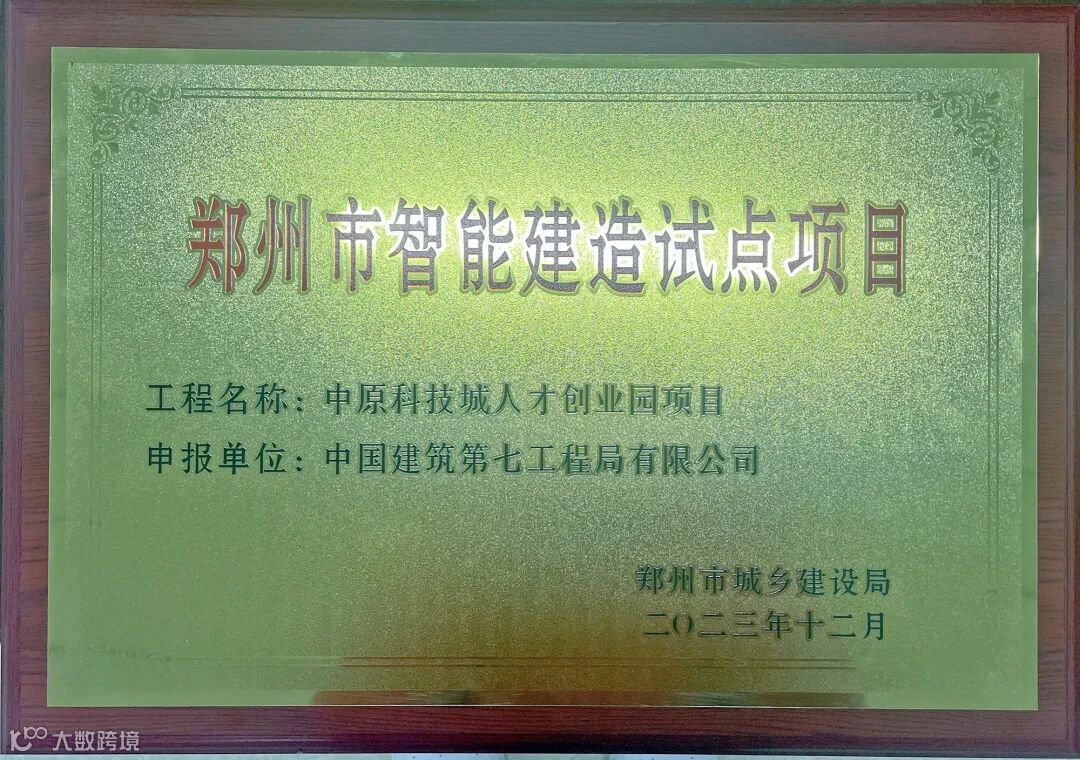 郑州市智能建造试点项目
工程名称：中原科技城人才创业园项目
申报单位：中国建筑第七工程局有限公司
郑州市城乡建设局
二〇二三年十二月
大数跨境